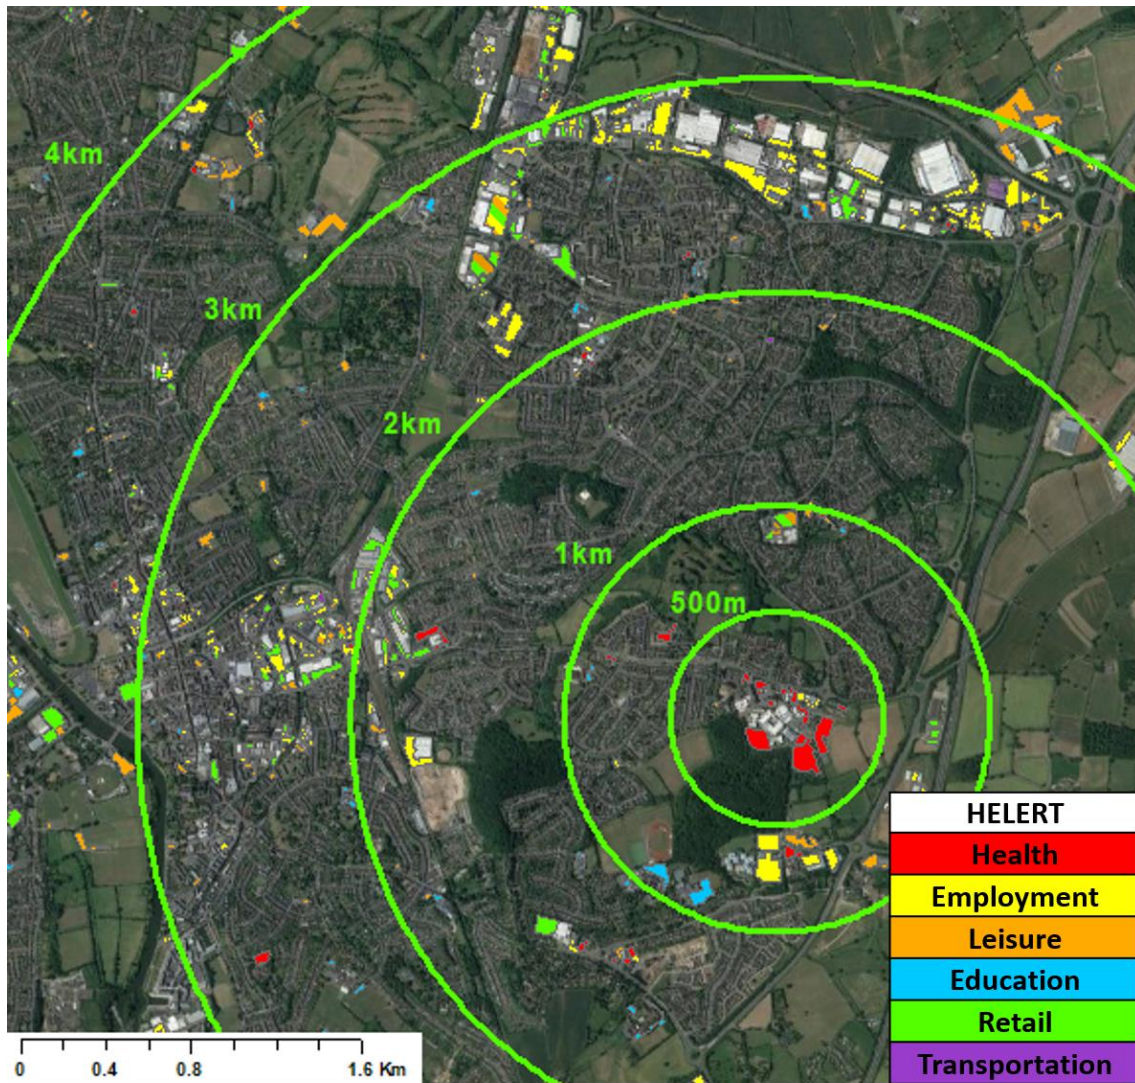 4km
3km
2km
1km
500m
HELERT
Health
Employment
Leisure
Education
Retail
Transportation
0 0.4 0.8 1.6 Km